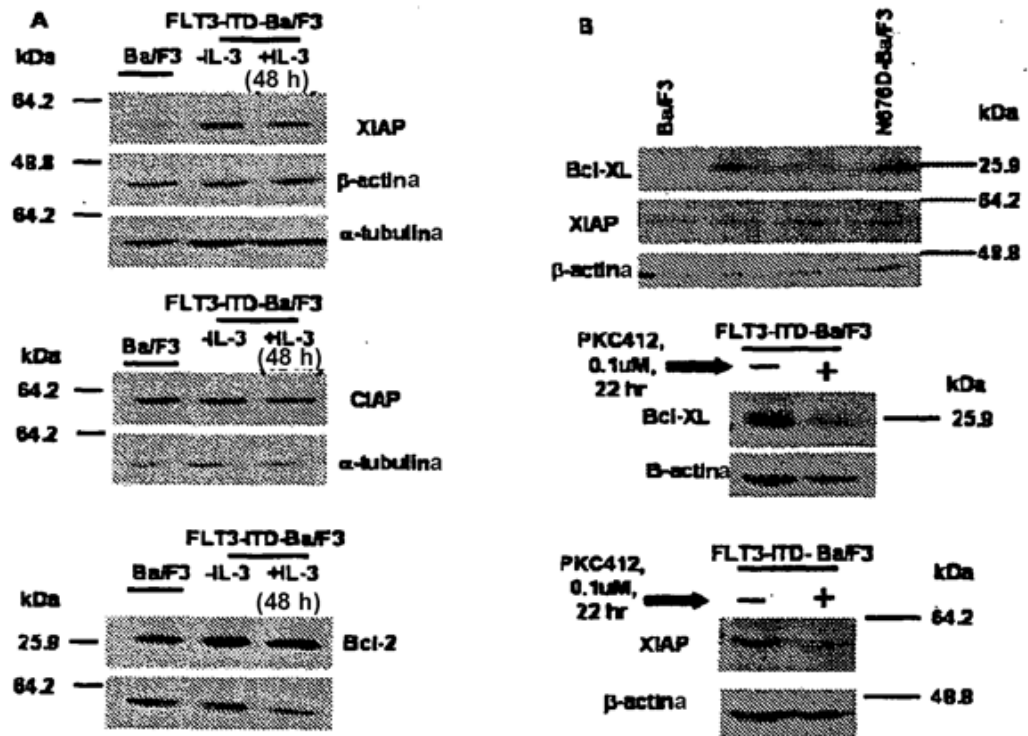 A
FLT3-ITD-Ba/F3
kDa Ba/F3 -IL-3 +IL-3
(48 h)
64.2
XIAP
48.8
β-actina
64.2
α-tubulina
FLT3-ITD-Ba/F3
kDa Ba/F3 -IL-3 +IL-3
(48 h)
64.2
CIAP
64.2
α-tubulina
FLT3-ITD-Ba/F3
Ba/F3 -IL-3 +IL-3
kDa (48 h)
25.9 Bcl-2
64.2
B
Ba/F3 N676D-Ba/F3
kDa
Bcl-XL 25.9
64.2
XIAP
48.8
β-actina
PKC412, FLT3-ITD-Ba/F3
0.1uM, − +
22 hr kDa
Bcl-XL 25.9
B-actina
PKC412, FLT3-ITD- Ba/F3
0.1uM, − + kDa
22 hr
64.2
XIAP
48.8
β-actina